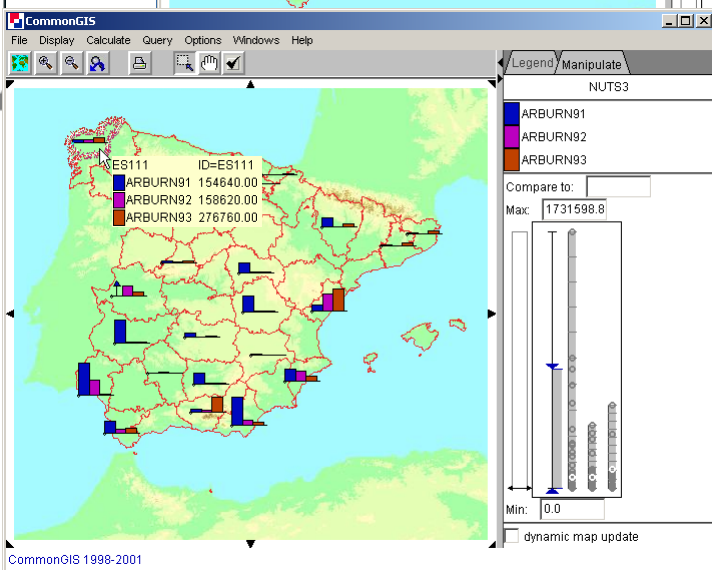 CommonGIS
File Display Calculate Query Options Windows Help
Legend Manipulate
NUTS3
ARBURN91
ARBURN92
ARBURN93
Compare to:
Max: 1731598.8
ES111 ID=ES111
ARBURN91 154640.00
ARBURN92 158620.00
ARBURN93 276760.00
Min: 0.0
dynamic map update
CommonGIS 1998-2001